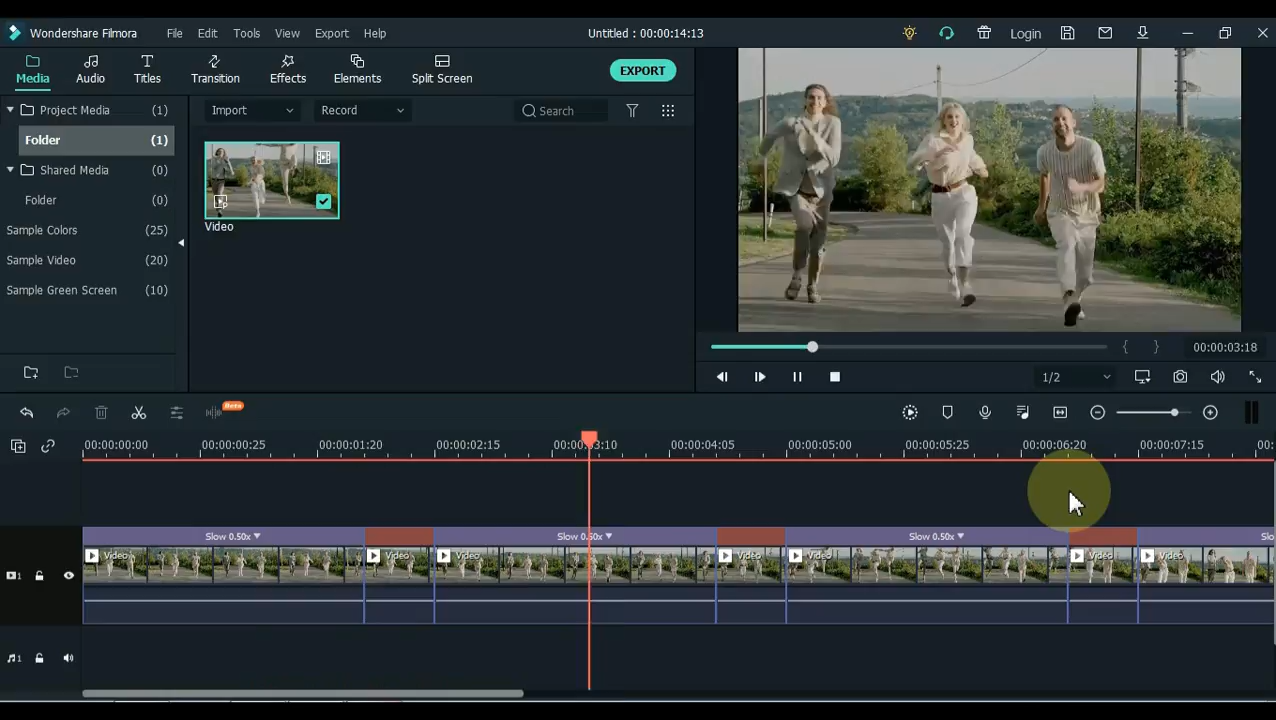 Wondershare Filmora File Edit Tools View Export Help Untitled : 00:00:14:13 Login
Media Audio Titles Transition Effects Elements Split Screen EXPORT
Project Media (1) Import Record Search
Folder (1)
Shared Media (0)
Folder (0)
Video
Sample Colors (25)
Sample Video (20)
Sample Green Screen (10)
{ } 00:00:03:18
1/2
Beta
00:00:00:00 00:00:00:25 00:00:01:20 00:00:02:15 00:00:03:10 00:00:04:05 00:00:05:00 00:00:05:25 00:00:06:20 00:00:07:15
Slow 0.50x Slow 0.50x Slow 0.50x Slo
Video Video Video Video Video Video Video
1
1